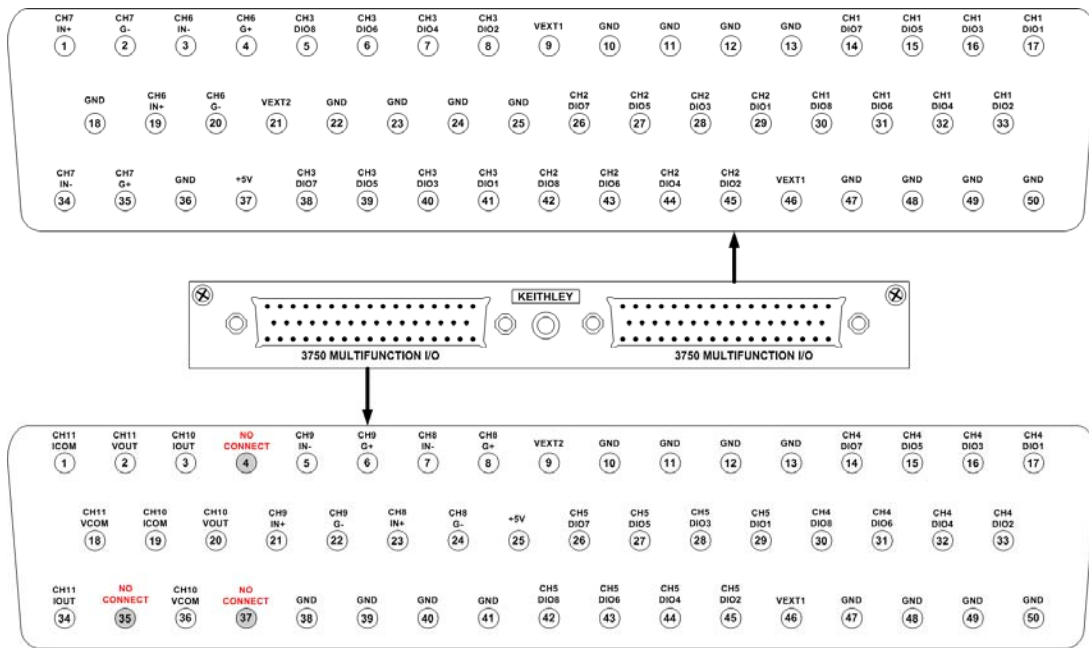 CH7 CH7 CH6 CH6 CH3 CH3 CH3 CH3 VEXT1 GND GND GND GND CH1 CH1 CH1 CH1
IN+ G- IN- G+ DIO8 DIO6 DIO4 DIO2 DIO7 DIO5 DIO3 DIO1
1 2 3 4 5 6 7 8 9 10 11 12 13 14 15 16 17
GND CH6 CH6 VEXT2 GND GND GND GND CH2 CH2 CH2 CH2 CH1 CH1 CH1 CH1
IN+ G- DIO7 DIO5 DIO3 DIO1 DIO8 DIO6 DIO4 DIO2
18 19 20 21 22 23 24 25 26 27 28 29 30 31 32 33
CH7 CH7 GND +5V CH3 CH3 CH3 CH3 CH2 CH2 CH2 CH2 VEXT1 GND GND GND GND
IN- G+ DIO7 DIO5 DIO3 DIO1 DIO8 DIO6 DIO4 DIO2
34 35 36 37 38 39 40 41 42 43 44 45 46 47 48 49 50
KEITHLEY
3750 MULTIFUNCTION I/O 3750 MULTIFUNCTION I/O
CH11 CH11 CH10 NO CH9 CH9 CH8 CH8 VEXT2 GND GND GND GND CH4 CH4 CH4 CH4
ICOM VOUT IOUT CONNECT IN- G+ IN- G+ DIO7 DIO5 DIO3 DIO1
1 2 3 4 5 6 7 8 9 10 11 12 13 14 15 16 17
CH11 CH10 CH10 CH9 CH9 CH8 CH8 +5V CH5 CH5 CH5 CH5 CH4 CH4 CH4 CH4
VCOM ICOM VOUT IN+ G- IN+ G- DIO7 DIO5 DIO3 DIO1 DIO8 DIO6 DIO4 DIO2
18 19 20 21 22 23 24 25 26 27 28 29 30 31 32 33
CH11 NO CH10 NO GND GND GND GND CH5 CH5 CH5 CH5 VEXT1 GND GND GND GND
IOUT CONNECT VCOM CONNECT DIO8 DIO6 DIO4 DIO2
34 35 36 37 38 39 40 41 42 43 44 45 46 47 48 49 50